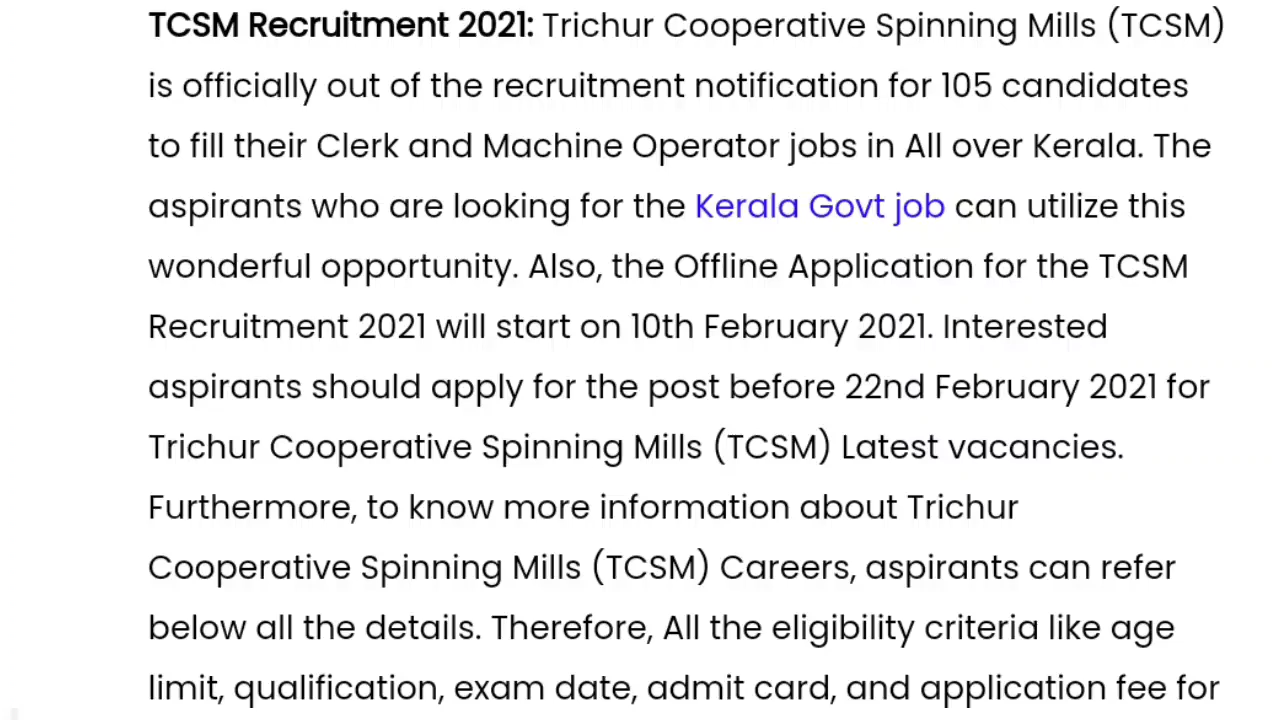 TCSM Recruitment 2021: Trichur Cooperative Spinning Mills (TCSM)
is officially out of the recruitment notification for 105 candidates
to fill their Clerk and Machine Operator jobs in All over Kerala. The
aspirants who are looking for the Kerala Govt job can utilize this
wonderful opportunity. Also, the Offline Application for the TCSM
Recruitment 2021 will start on 10th February 2021. Interested
aspirants should apply for the post before 22nd February 2021 for
Trichur Cooperative Spinning Mills (TCSM) Latest vacancies.
Furthermore, to know more information about Trichur
Cooperative Spinning Mills (TCSM) Careers, aspirants can refer
below all the details. Therefore, All the eligibility criteria like age
limit, qualification, exam date, admit card, and application fee for